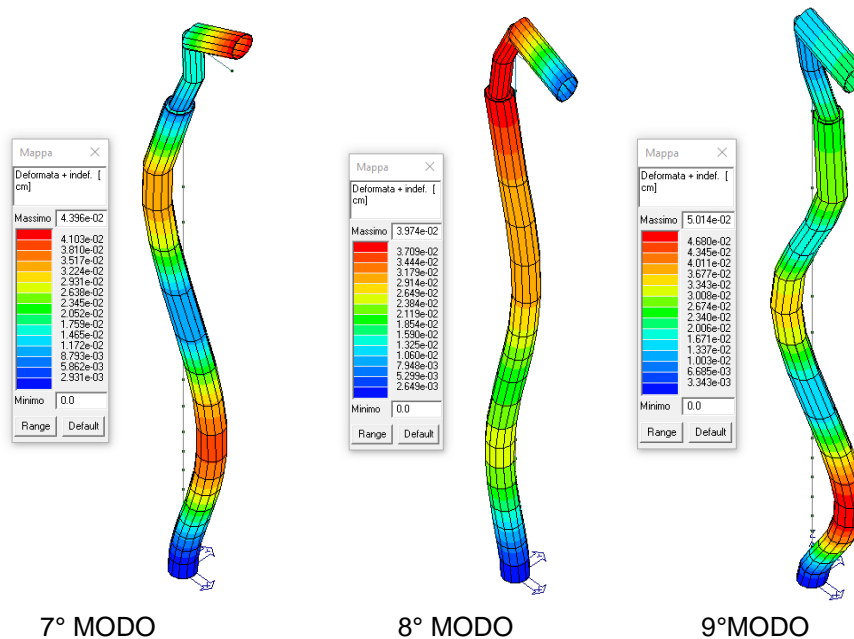 Mappa
Deformata + indef. [
cm]
Massimo 4.396e-02
4.103e-02
3.810e-02
3.517e-02
3.224e-02
2.931e-02
2.638e-02
2.345e-02
2.052e-02
1.759e-02
1.465e-02
1.172e-02
8.793e-03
5.862e-03
2.931e-03
Minimo 0.0
Range Default
7° MODO
Mappa
Deformata + indef. [
cm]
Massimo 3.974e-02
3.709e-02
3.444e-02
3.179e-02
2.914e-02
2.649e-02
2.384e-02
2.119e-02
1.854e-02
1.590e-02
1.325e-02
1.060e-02
7.948e-03
5.299e-03
2.649e-03
Minimo 0.0
Range Default
8° MODO
Mappa
Deformata + indef. [
cm]
Massimo 5.014e-02
4.680e-02
4.345e-02
4.011e-02
3.677e-02
3.343e-02
3.008e-02
2.674e-02
2.340e-02
2.006e-02
1.671e-02
1.337e-02
1.003e-02
6.685e-03
3.343e-03
Minimo 0.0
Range Default
9°MODO